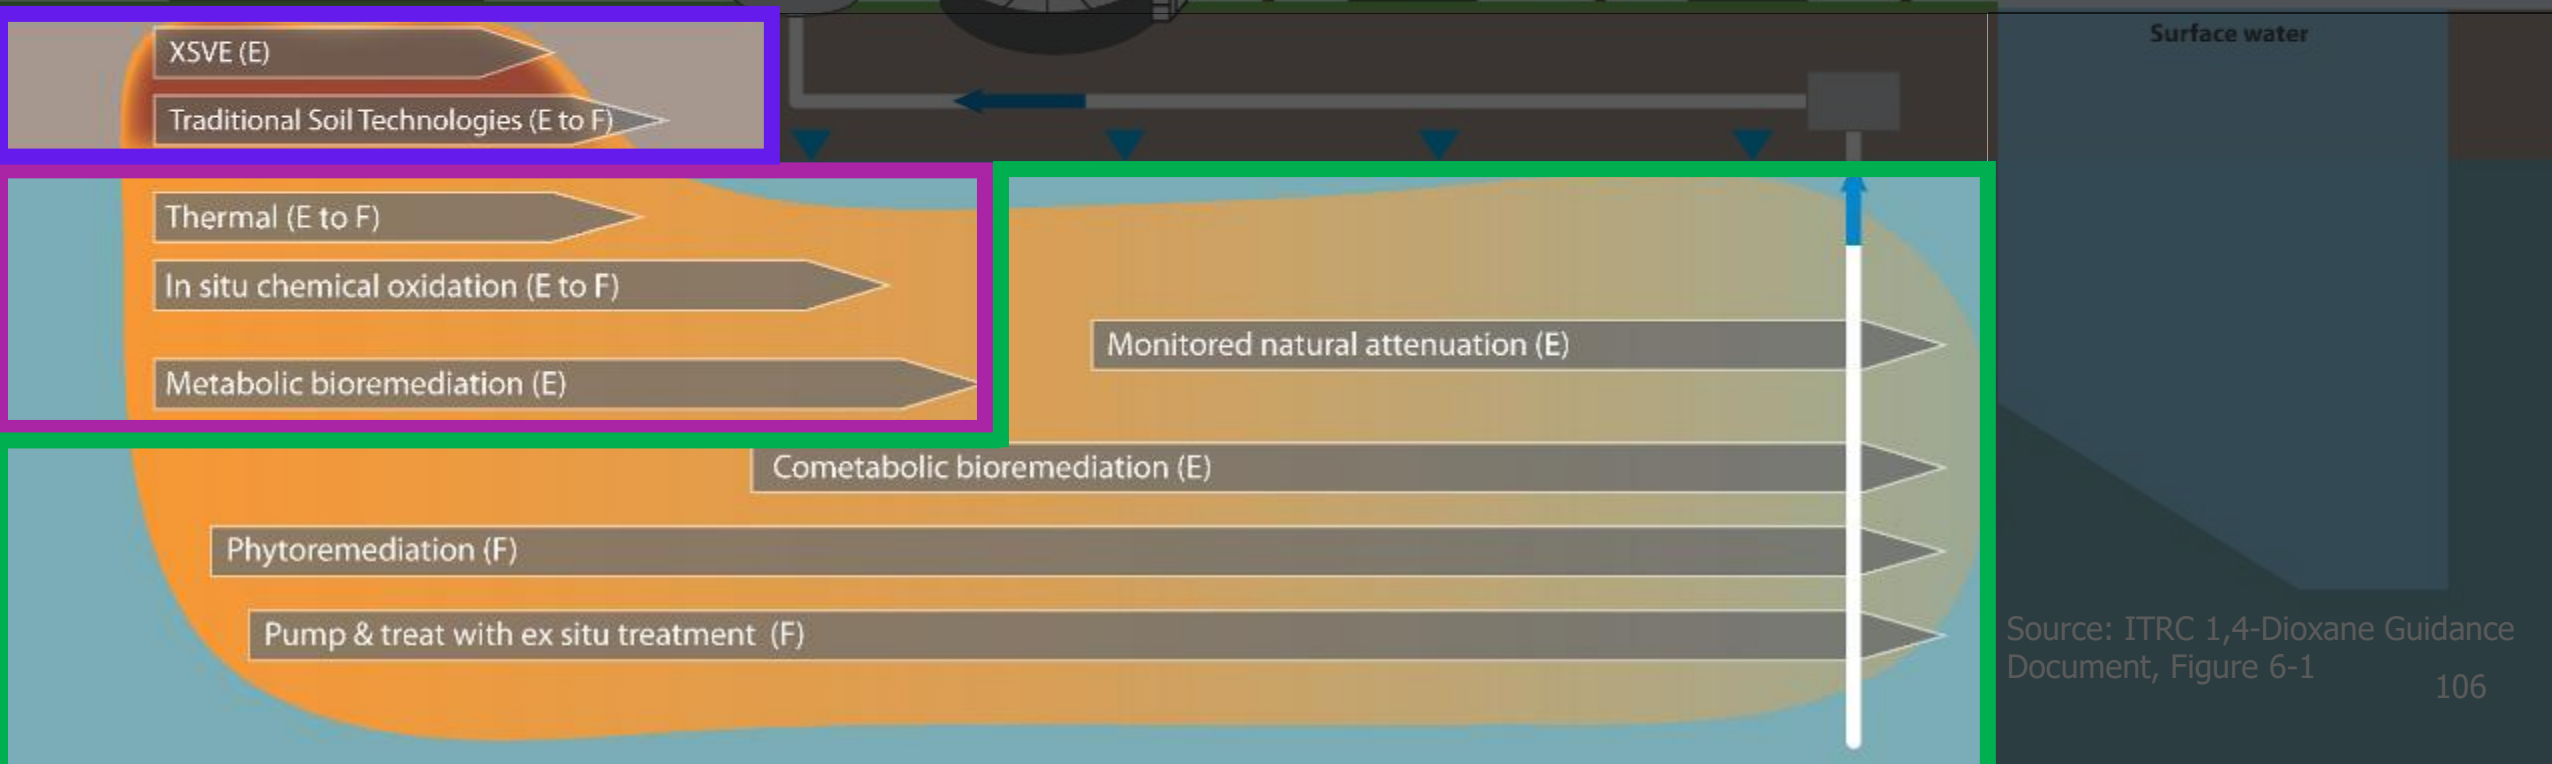 Surface water
XSVE (E)
Traditional Soil Technologies (E to F)
Thermal (E to F)
In situ chemical oxidation (E to F)
Monitored natural attenuation (E)
Metabolic bioremediation (E)
Cometabolic bioremediation (E)
Phytoremediation (F)
Pump & treat with ex situ treatment (F)
Source: ITRC 1,4-Dioxane Guidance
Document, Figure 6-1
106